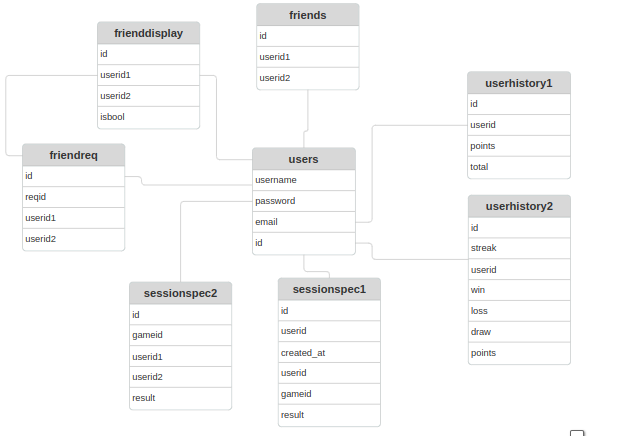 frienddisplay
id
userid1
userid2
isbool
friends
id
userid1
userid2
userhistory1
id
userid
points
total
friendreq
id
reqid
userid1
userid2
users
username
password
email
id
userhistory2
id
streak
userid
win
loss
draw
points
sessionspec2
id
gameid
userid1
userid2
result
sessionspec1
id
userid
created_at
userid
gameid
result